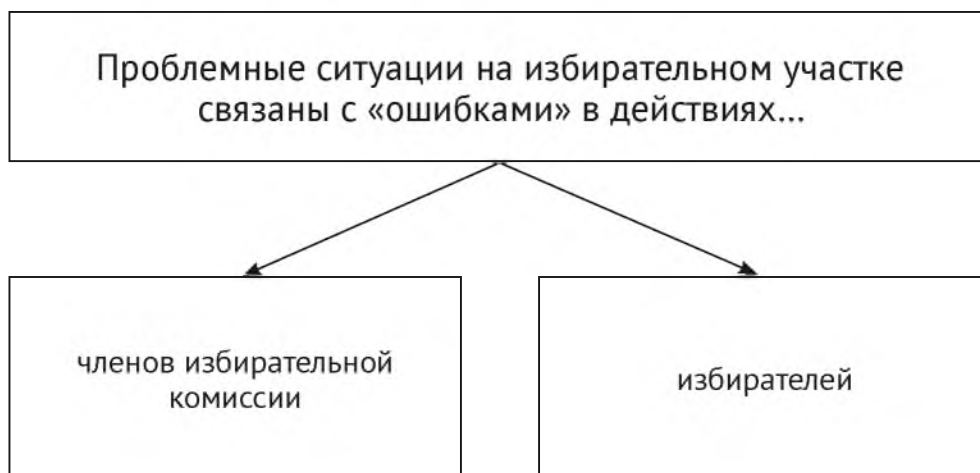 Проблемные ситуации на избирательном участке
связаны с «ошибками» в действиях...
членов избирательной
комиссии
избирателей